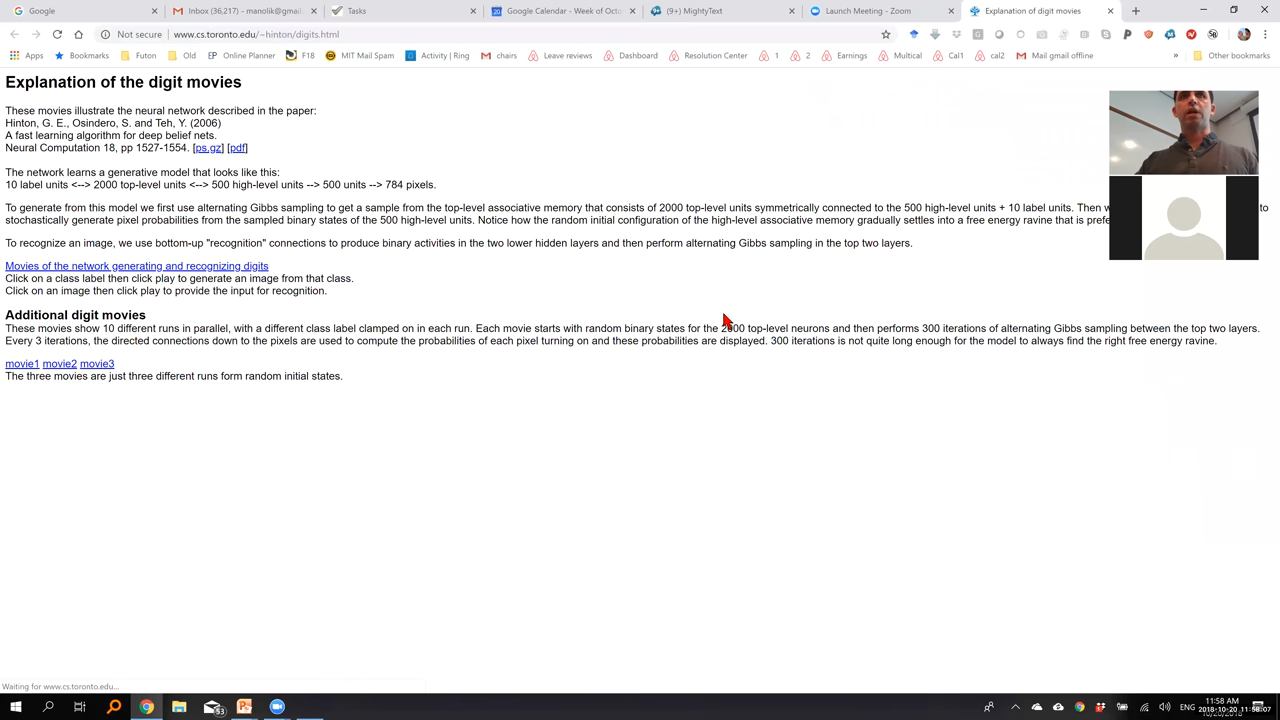 Google
Inbox (36,217) - manolik@gmai...
Tasks
Google Calendar - Week of Octo
(9+) MightyText
Launch Meeting - Zoom
Explanation of digit movies
Not secure | www.cs.toronto.edu/~hinton/digits.html
Apps Bookmarks Futon Old Online Planner F18 MIT Mail Spam Activity | Ring chairs Leave reviews Dashboard Resolution Center 1 2 Earnings Multical Cal1 cal2 Mail gmail offline » Other bookmarks
Explanation of the digit movies
These movies illustrate the neural network described in the paper:
Hinton, G. E., Osindero, S. and Teh, Y. (2006)
A fast learning algorithm for deep belief nets.
Neural Computation 18, pp 1527-1554. [ps.gz] [pdf]
The network learns a generative model that looks like this:
10 label units <--> 2000 top-level units <--> 500 high-level units --> 500 units --> 784 pixels.
To generate from this model we first use alternating Gibbs sampling to get a sample from the top-level associative memory that consists of 2000 top-level units symmetrically connected to the 500 high-level units + 10 label units. Then w to
stochastically generate pixel probabilities from the sampled binary states of the 500 high-level units. Notice how the random initial configuration of the high-level associative memory gradually settles into a free energy ravine that is prefe
To recognize an image, we use bottom-up "recognition" connections to produce binary activities in the two lower hidden layers and then perform alternating Gibbs sampling in the top two layers.
Movies of the network generating and recognizing digits
Click on a class label then click play to generate an image from that class.
Click on an image then click play to provide the input for recognition.
Additional digit movies
These movies show 10 different runs in parallel, with a different class label clamped on in each run. Each movie starts with random binary states for the 2000 top-level neurons and then performs 300 iterations of alternating Gibbs sampling between the top two layers.
Every 3 iterations, the directed connections down to the pixels are used to compute the probabilities of each pixel turning on and these probabilities are displayed. 300 iterations is not quite long enough for the model to always find the right free energy ravine.
movie1 movie2 movie3
The three movies are just three different runs form random initial states.
Waiting for www.cs.toronto.edu...
53
ENG
11:58 AM
2018-10-20 11:58:07